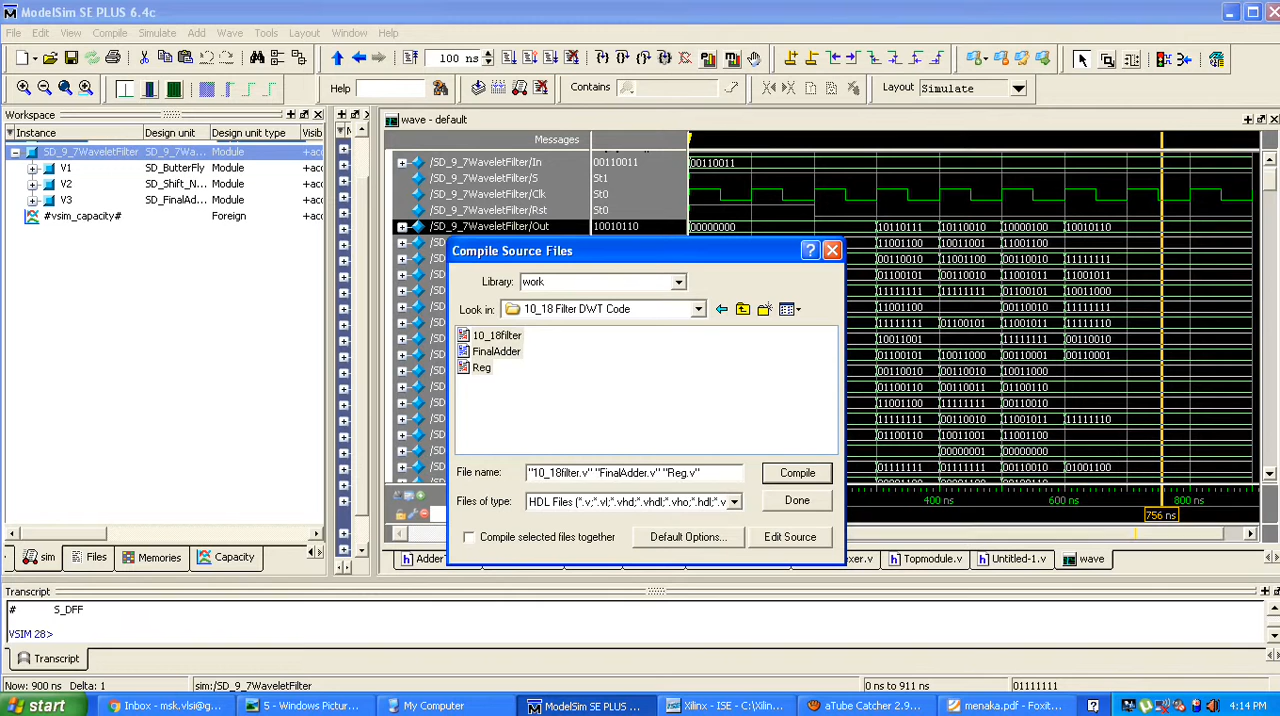 ModelSim SE PLUS 6.4c
File Edit View Compile Simulate Add Wave Tools Layout Window Help
100 ns
Help Contains Layout Simulate
Workspace
Instance Design unit Design unit type Visib
SD_9_7WaveletFilter SD_9_7Wa... Module +acc
V1 SD_ButterFly Module +acc
V2 SD_Shift_N... Module +acc
V3 SD_FinalAd... Module +acc
#vsim_capacity# Foreign +acc
sim Files Memories Capacity
wave - default
Messages
/SD_9_7WaveletFilter/In 00110011 00110011
/SD_9_7WaveletFilter/S St1
/SD_9_7WaveletFilter/Clk St0
/SD_9_7WaveletFilter/Rst St0
/SD_9_7WaveletFilter/Out 10010110 00000000 10110111 10110010 10000100 10010110
11001100 10011001 11001100
00110010 11001100 00110010 11111111
01100101 00110010 11001011 11001011
11111111 11111111 01100101 10011010
11001100 00110010 11001100
11111111 01100101 11111111 11111110
10011001 11111111 00110010
01100101 10011000 00110001 00110001
00110010 00110010 10011000
01100110 00110011 01100110
11001100 11111111 00110010
11111111 00110010 11001011 11111110
01100110 10011001 11001100
00000001 00000000
01111111 01111111 00110010 01001100
400 ns 600 ns 800 ns
756 ns
Adder xer.v Topmodule.v Untitled-1.v wave
Compile Source Files
Library: work
Look in: 10_18 Filter DWT Code
10_18filter
FinalAdder
Reg
File name: "10_18filter.v" "FinalAdder.v" "Reg.v" Compile
Files of type: HDL Files (*.v;*.vl;*.vhd;*.vhdl;*.vho;*.hdl;*.v Done
Compile selected files together Default Options... Edit Source
Transcript
# S_DFF
VSIM 28>
Transcript
Now: 900 ns Delta: 1 sim:/SD_9_7WaveletFilter 0 ns to 911 ns 01111111
start Inbox - msk.vlsi@g... 5 - Windows Pictur... My Computer ModelSim SE PLUS ... Xilinx - ISE - C:\Xilin... aTube Catcher 2.9... menaka.pdf - Foxit... 4:14 PM